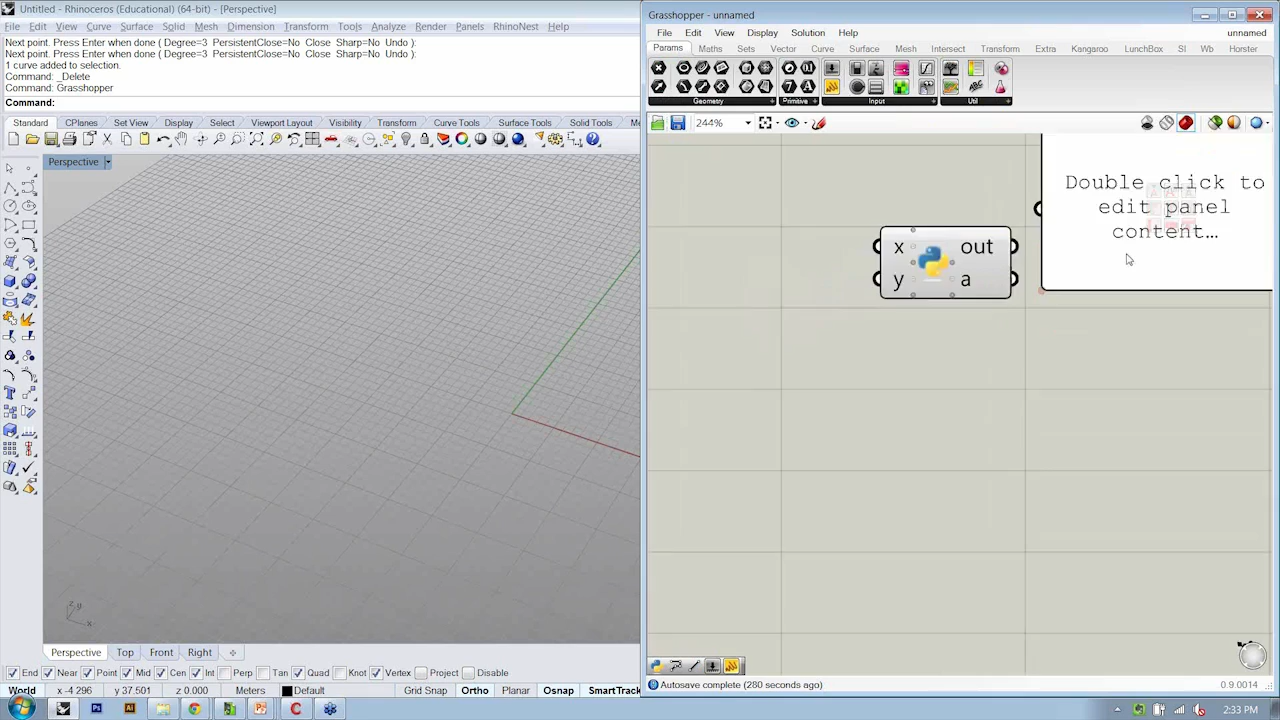 Untitled - Rhinoceros (Educational) (64-bit) - [Perspective]
File Edit View Curve Surface Solid Mesh Dimension Transform Tools Analyze Render Panels RhinoNest Help
Next point. Press Enter when done ( Degree=3 PersistentClose=No Close Sharp=No Undo ):
Next point. Press Enter when done ( Degree=3 PersistentClose=No Close Sharp=No Undo ):
1 curve added to selection.
Command: _Delete
Command: Grasshopper
Command:
Standard CPlanes Set View Display Select Viewport Layout Visibility Transform Curve Tools Surface Tools Solid Tools
Perspective
z y
x
Perspective Top Front Right
End Near Point Mid Cen Int Perp Tan Quad Knot Vertex Project Disable
World x -4.296 y 37.501 z 0.000 Meters Default Grid Snap Ortho Planar Osnap SmartTrack
Grasshopper - unnamed
File Edit View Display Solution Help unnamed
Params Maths Sets Vector Curve Surface Mesh Intersect Transform Extra Kangaroo LunchBox SI Wb Horster
Geometry Primitive Input Util
244%
Double click to
edit panel
content…
x out
y a
Autosave complete (280 seconds ago) 0.9.0014
2:33 PM